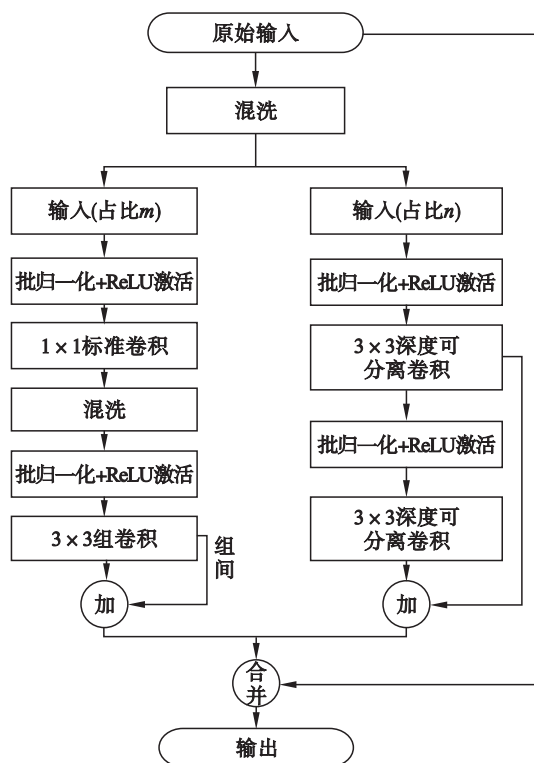 原始输入
混洗
输入(占比m)
批归一化+ReLU激活
1×1标准卷积
混洗
批归一化+ReLU激活
3×3组卷积
组
间
加
输入(占比n)
批归一化+ReLU激活
3×3深度可
分离卷积
批归一化+ReLU激活
3×3深度可
分离卷积
加
合
并
输出